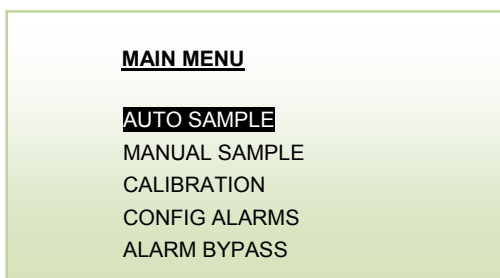 MAIN MENU
AUTO SAMPLE
MANUAL SAMPLE
CALIBRATION
CONFIG ALARMS
ALARM BYPASS